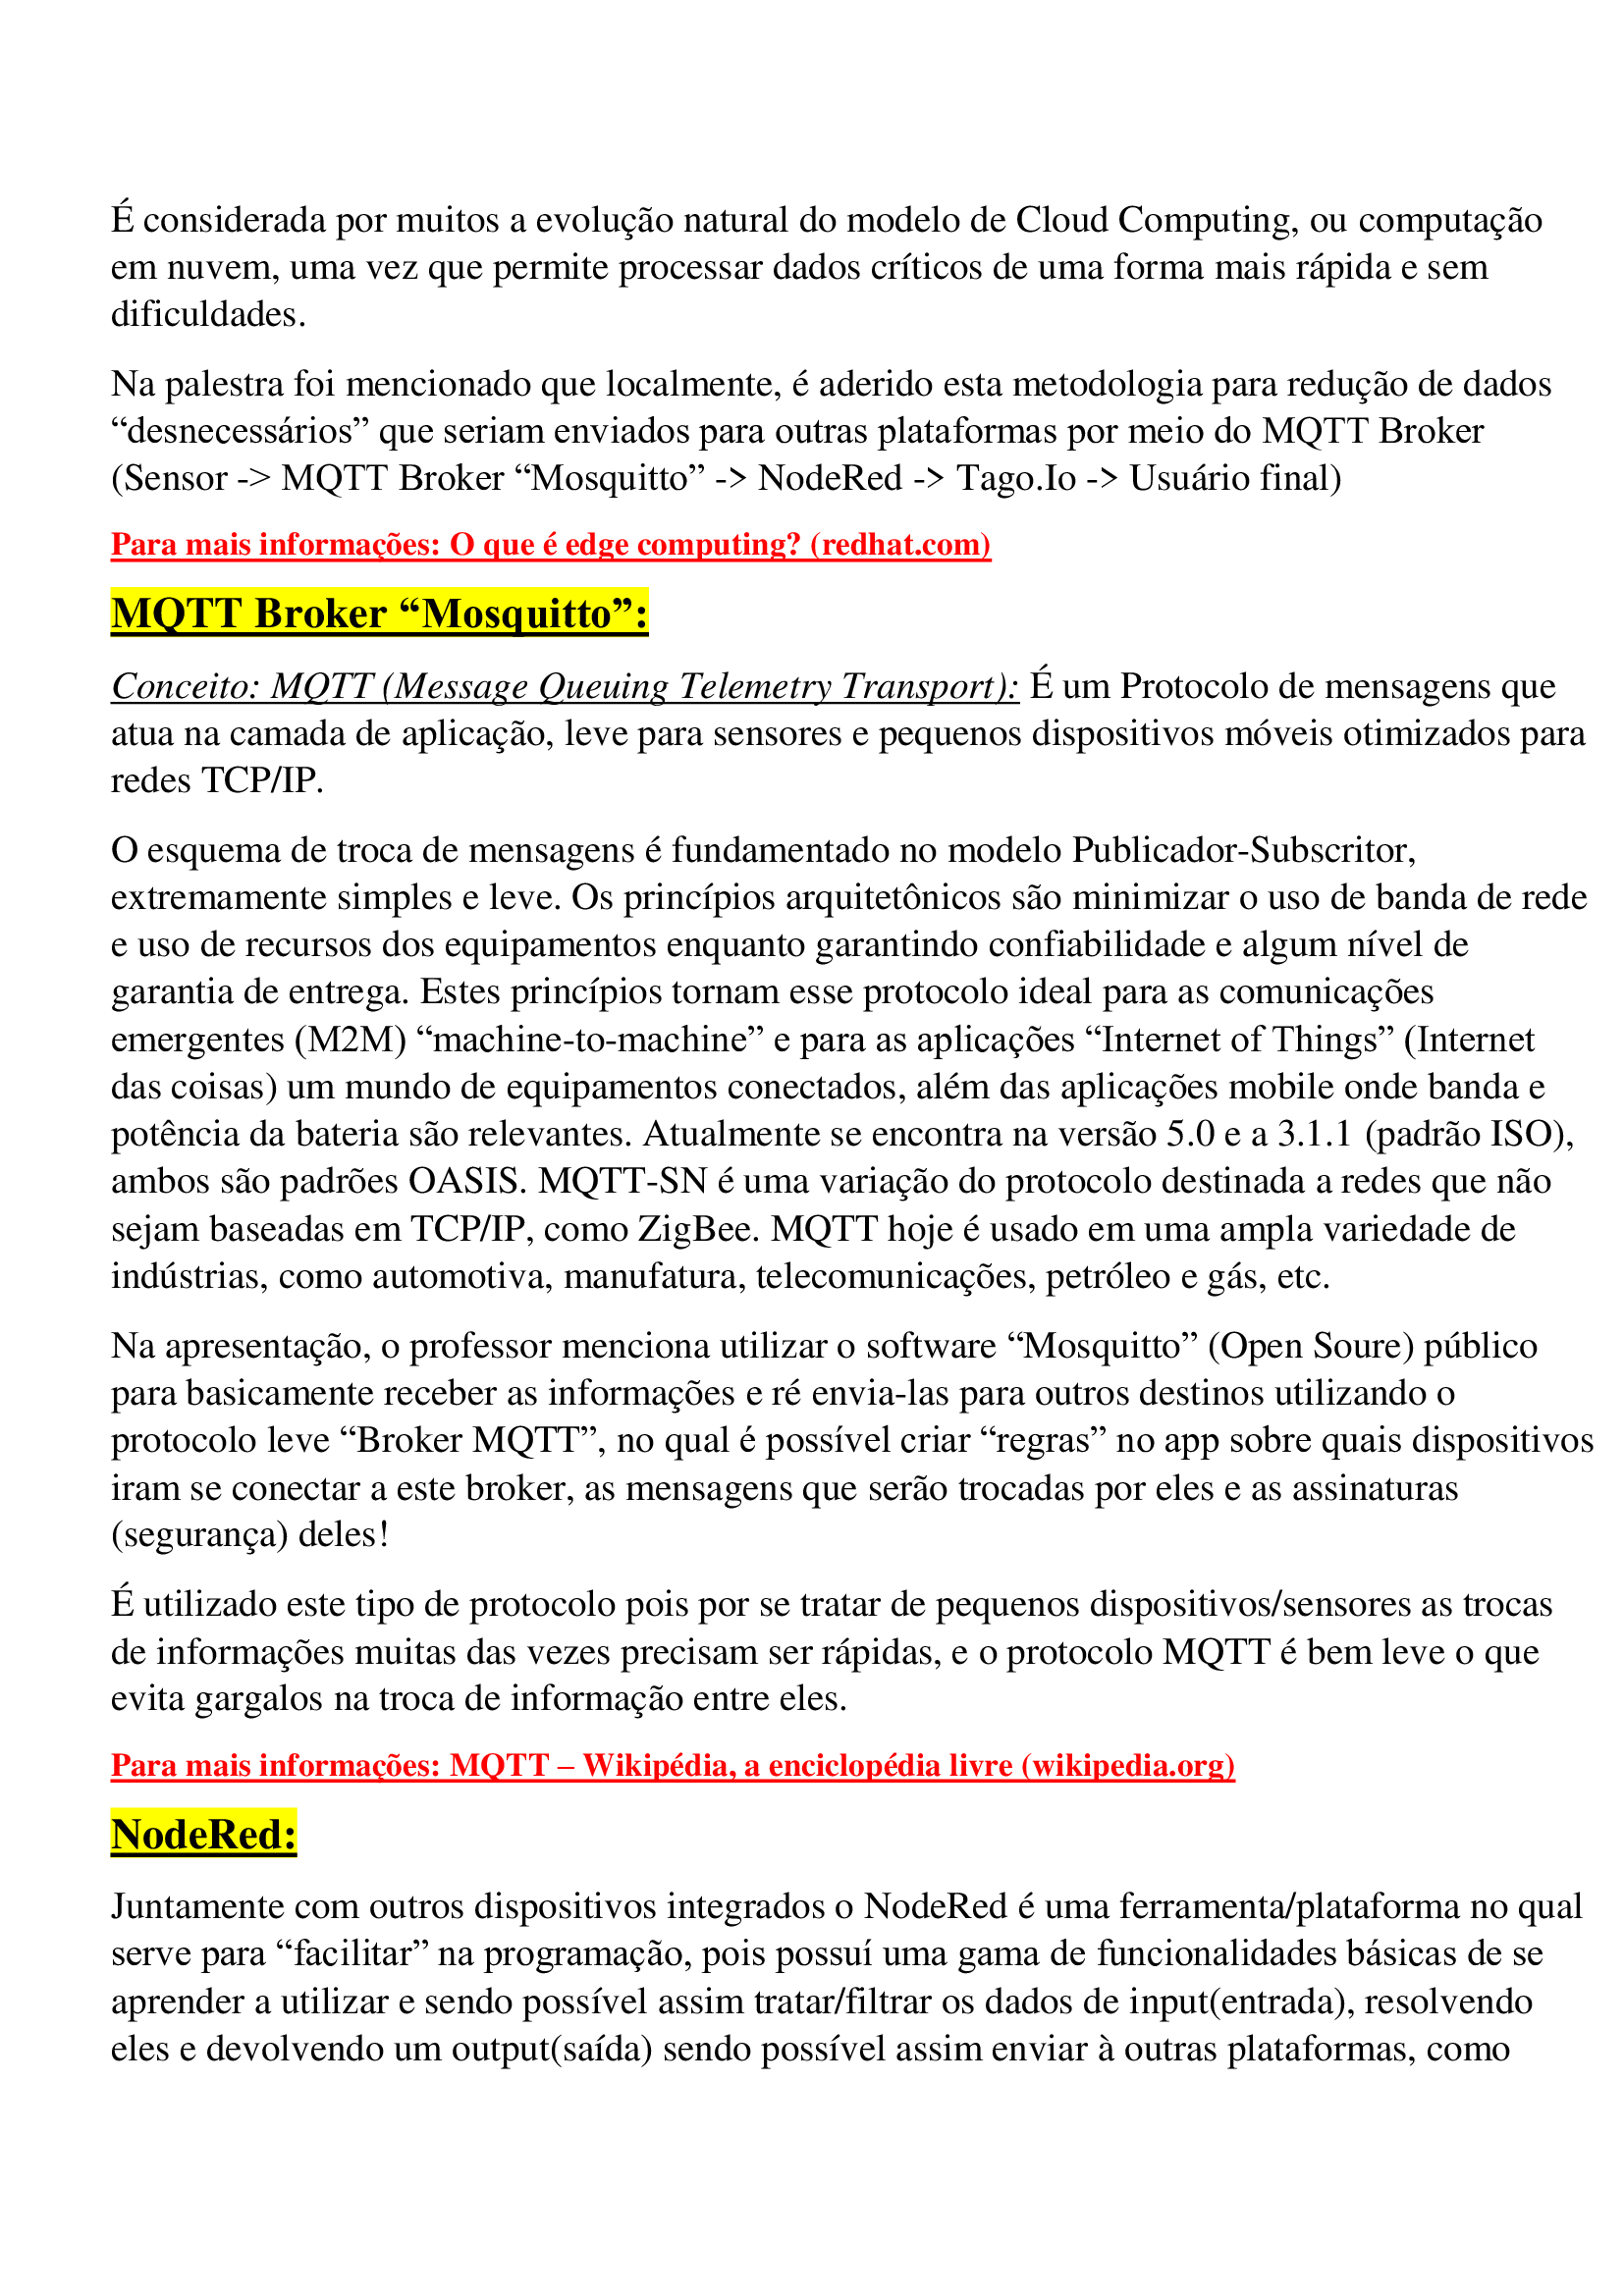 É considerada por muitos a evolução natural do modelo de Cloud Computing, ou computação
em nuvem, uma vez que permite processar dados críticos de uma forma mais rápida e sem
dificuldades.
Na palestra foi mencionado que localmente, é aderido esta metodologia para redução de dados
“desnecessários” que seriam enviados para outras plataformas por meio do MQTT Broker
(Sensor -> MQTT Broker “Mosquitto” -> NodeRed -> Tago.Io -> Usuário final)
Para mais informações: O que é edge computing? (redhat.com)
MQTT Broker “Mosquitto”:
Conceito: MQTT (Message Queuing Telemetry Transport): É um Protocolo de mensagens que
atua na camada de aplicação, leve para sensores e pequenos dispositivos móveis otimizados para
redes TCP/IP.
O esquema de troca de mensagens é fundamentado no modelo Publicador-Subscritor,
extremamente simples e leve. Os princípios arquitetônicos são minimizar o uso de banda de rede
e uso de recursos dos equipamentos enquanto garantindo confiabilidade e algum nível de
garantia de entrega. Estes princípios tornam esse protocolo ideal para as comunicações
emergentes (M2M) “machine-to-machine” e para as aplicações “Internet of Things” (Internet
das coisas) um mundo de equipamentos conectados, além das aplicações mobile onde banda e
potência da bateria são relevantes. Atualmente se encontra na versão 5.0 e a 3.1.1 (padrão ISO),
ambos são padrões OASIS. MQTT-SN é uma variação do protocolo destinada a redes que não
sejam baseadas em TCP/IP, como ZigBee. MQTT hoje é usado em uma ampla variedade de
indústrias, como automotiva, manufatura, telecomunicações, petróleo e gás, etc.
Na apresentação, o professor menciona utilizar o software “Mosquitto” (Open Soure) público
para basicamente receber as informações e ré envia-las para outros destinos utilizando o
protocolo leve “Broker MQTT”, no qual é possível criar “regras” no app sobre quais dispositivos
iram se conectar a este broker, as mensagens que serão trocadas por eles e as assinaturas
(segurança) deles!
É utilizado este tipo de protocolo pois por se tratar de pequenos dispositivos/sensores as trocas
de informações muitas das vezes precisam ser rápidas, e o protocolo MQTT é bem leve o que
evita gargalos na troca de informação entre eles.
Para mais informações: MQTT – Wikipédia, a enciclopédia livre (wikipedia.org)
NodeRed:
Juntamente com outros dispositivos integrados o NodeRed é uma ferramenta/plataforma no qual
serve para “facilitar” na programação, pois possuí uma gama de funcionalidades básicas de se
aprender a utilizar e sendo possível assim tratar/filtrar os dados de input(entrada), resolvendo
eles e devolvendo um output(saída) sendo possível assim enviar à outras plataformas, como